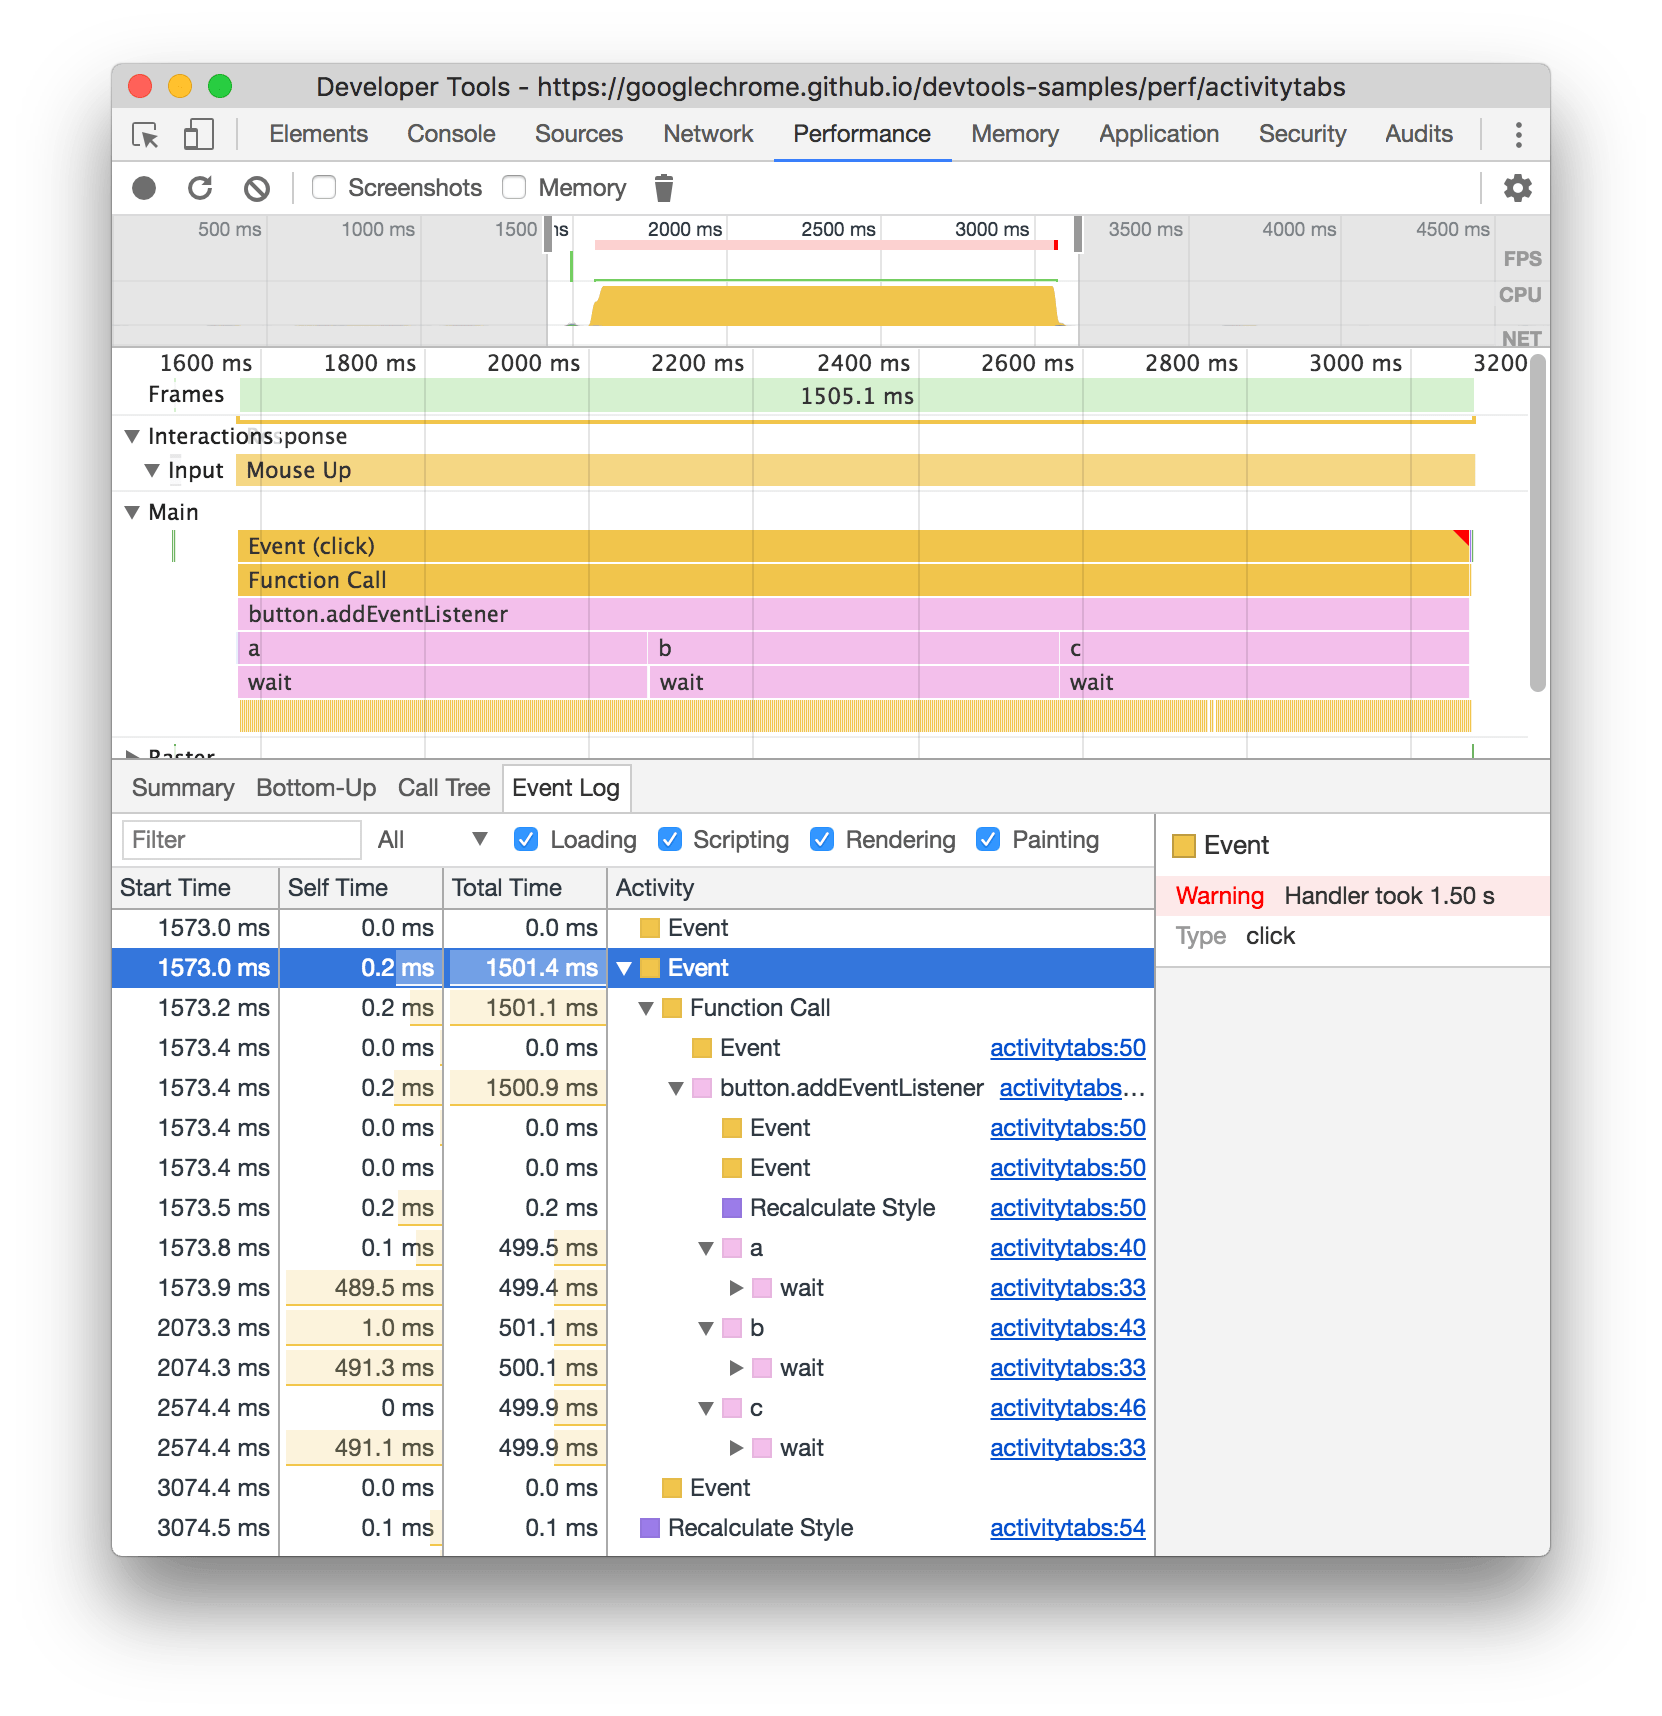 Developer Tools - https://googlechrome.github.io/devtools-samples/perf/activitytabs
Elements Console Sources Network Performance Memory Application Security Audits
Screenshots Memory
500 ms 1000 ms 1500 ms 2000 ms 2500 ms 3000 ms 3500 ms 4000 ms 4500 ms
FPS
CPU
NET
1600 ms 1800 ms 2000 ms 2200 ms 2400 ms 2600 ms 2800 ms 3000 ms 3200
Frames 1505.1 ms
Interactions sponse
Input Mouse Up
Main
Event (click)
Function Call
button.addEventListener
a b c
wait wait wait
Raster
Summary Bottom-Up Call Tree Event Log
Filter All Loading Scripting Rendering Painting
Start Time Self Time Total Time Activity
1573.0 ms 0.0 ms 0.0 ms Event
1573.0 ms 0.2 ms 1501.4 ms Event
1573.2 ms 0.2 ms 1501.1 ms Function Call
1573.4 ms 0.0 ms 0.0 ms Event activitytabs:50
1573.4 ms 0.2 ms 1500.9 ms button.addEventListener activitytabs…
1573.4 ms 0.0 ms 0.0 ms Event activitytabs:50
1573.4 ms 0.0 ms 0.0 ms Event activitytabs:50
1573.5 ms 0.2 ms 0.2 ms Recalculate Style activitytabs:50
1573.8 ms 0.1 ms 499.5 ms a activitytabs:40
1573.9 ms 489.5 ms 499.4 ms wait activitytabs:33
2073.3 ms 1.0 ms 501.1 ms b activitytabs:43
2074.3 ms 491.3 ms 500.1 ms wait activitytabs:33
2574.4 ms 0 ms 499.9 ms c activitytabs:46
2574.4 ms 491.1 ms 499.9 ms wait activitytabs:33
3074.4 ms 0.0 ms 0.0 ms Event
3074.5 ms 0.1 ms 0.1 ms Recalculate Style activitytabs:54
Event
Warning Handler took 1.50 s
Type click